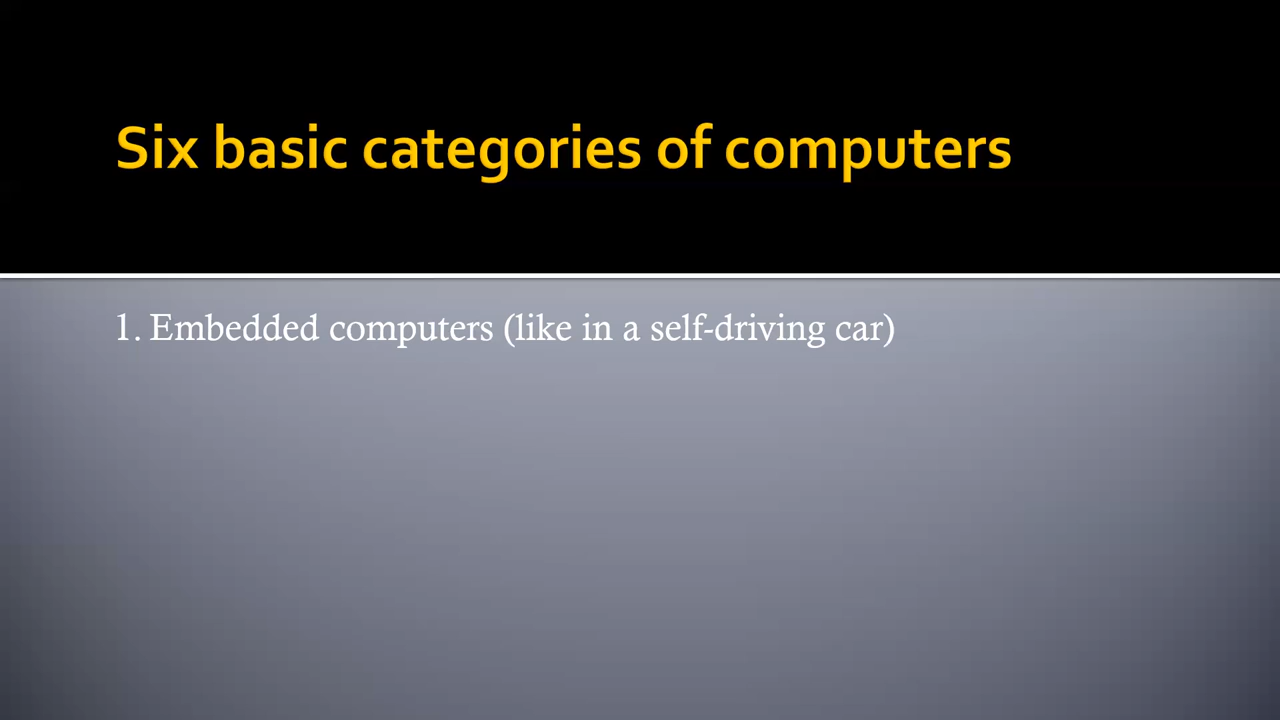 Six basic categories of computers
1. Embedded computers (like in a self-driving car)